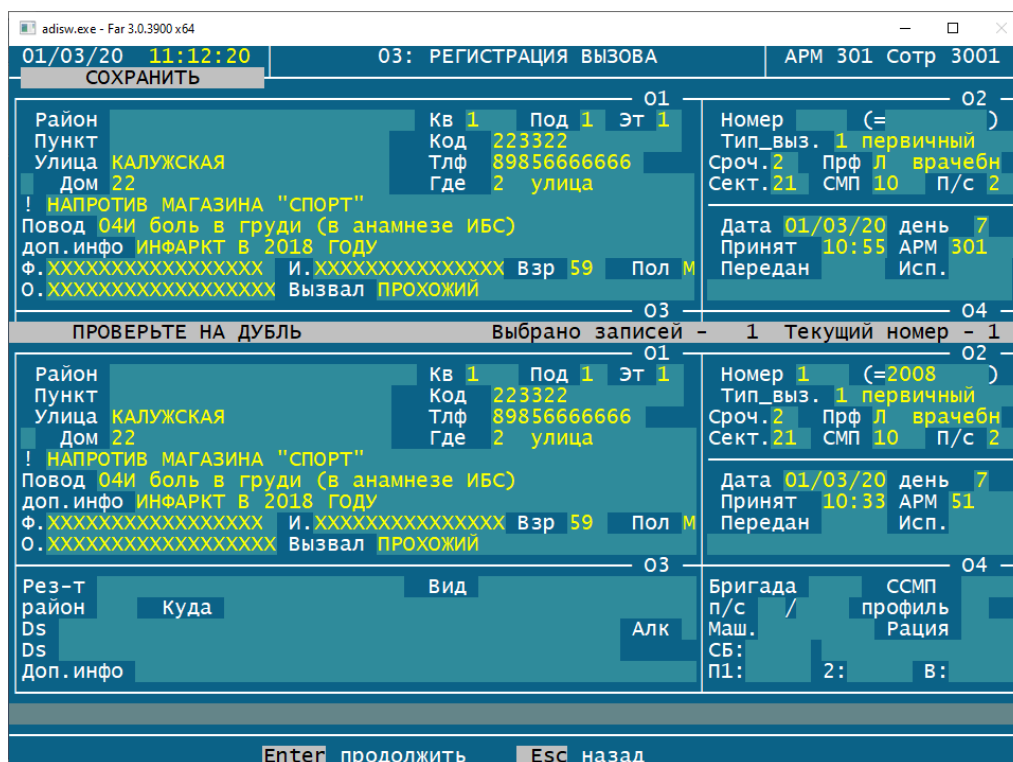 adisw.exe - Far 3.0.3900 x64
01/03/20 11:12:20 03: РЕГИСТРАЦИЯ ВЫЗОВА АРМ 301 Сотр 3001
СОХРАНИТЬ
01 02
Район Кв 1 Под 1 Эт 1 Номер (= )
Пункт Код 223322 Тип_выз. 1 первичный
Улица КАЛУЖСКАЯ Тлф 89856666666 Сроч.2 Прф Л врачебн
Дом 22 Где 2 улица Сект.21 СМП 10 П/с 2
! НАПРОТИВ МАГАЗИНА "СПОРТ"
Повод 04И боль в груди (в анамнезе ИБС) Дата 01/03/20 день 7
доп.инфо ИНФАРКТ В 2018 ГОДУ Принят 10:55 АРМ 301
Ф.XXXXXXXXXXXXXXXXX И.XXXXXXXXXXXXXXX Взр 59 Пол М Передан Исп.
О.XXXXXXXXXXXXXXXXXX Вызвал ПРОХОЖИЙ
03 04
ПРОВЕРЬТЕ НА ДУБЛЬ Выбрано записей - 1 Текущий номер - 1
01 02
Район Кв 1 Под 1 Эт 1 Номер 1 (=2008 )
Пункт Код 223322 Тип_выз. 1 первичный
Улица КАЛУЖСКАЯ Тлф 89856666666 Сроч.2 Прф Л врачебн
Дом 22 Где 2 улица Сект.21 СМП 10 П/с 2
! НАПРОТИВ МАГАЗИНА "СПОРТ"
Повод 04И боль в груди (в анамнезе ИБС) Дата 01/03/20 день 7
доп.инфо ИНФАРКТ В 2018 ГОДУ Принят 10:33 АРМ 51
Ф.XXXXXXXXXXXXXXXXX И.XXXXXXXXXXXXXXX Взр 59 Пол М Передан Исп.
О.XXXXXXXXXXXXXXXXXX Вызвал ПРОХОЖИЙ
03 04
Рез-т Вид Бригада ССМП
район Куда п/с / профиль
Ds Алк Маш. Рация
Ds СБ:
Доп.инфо П1: 2: В:
Enter продолжить Esc назад